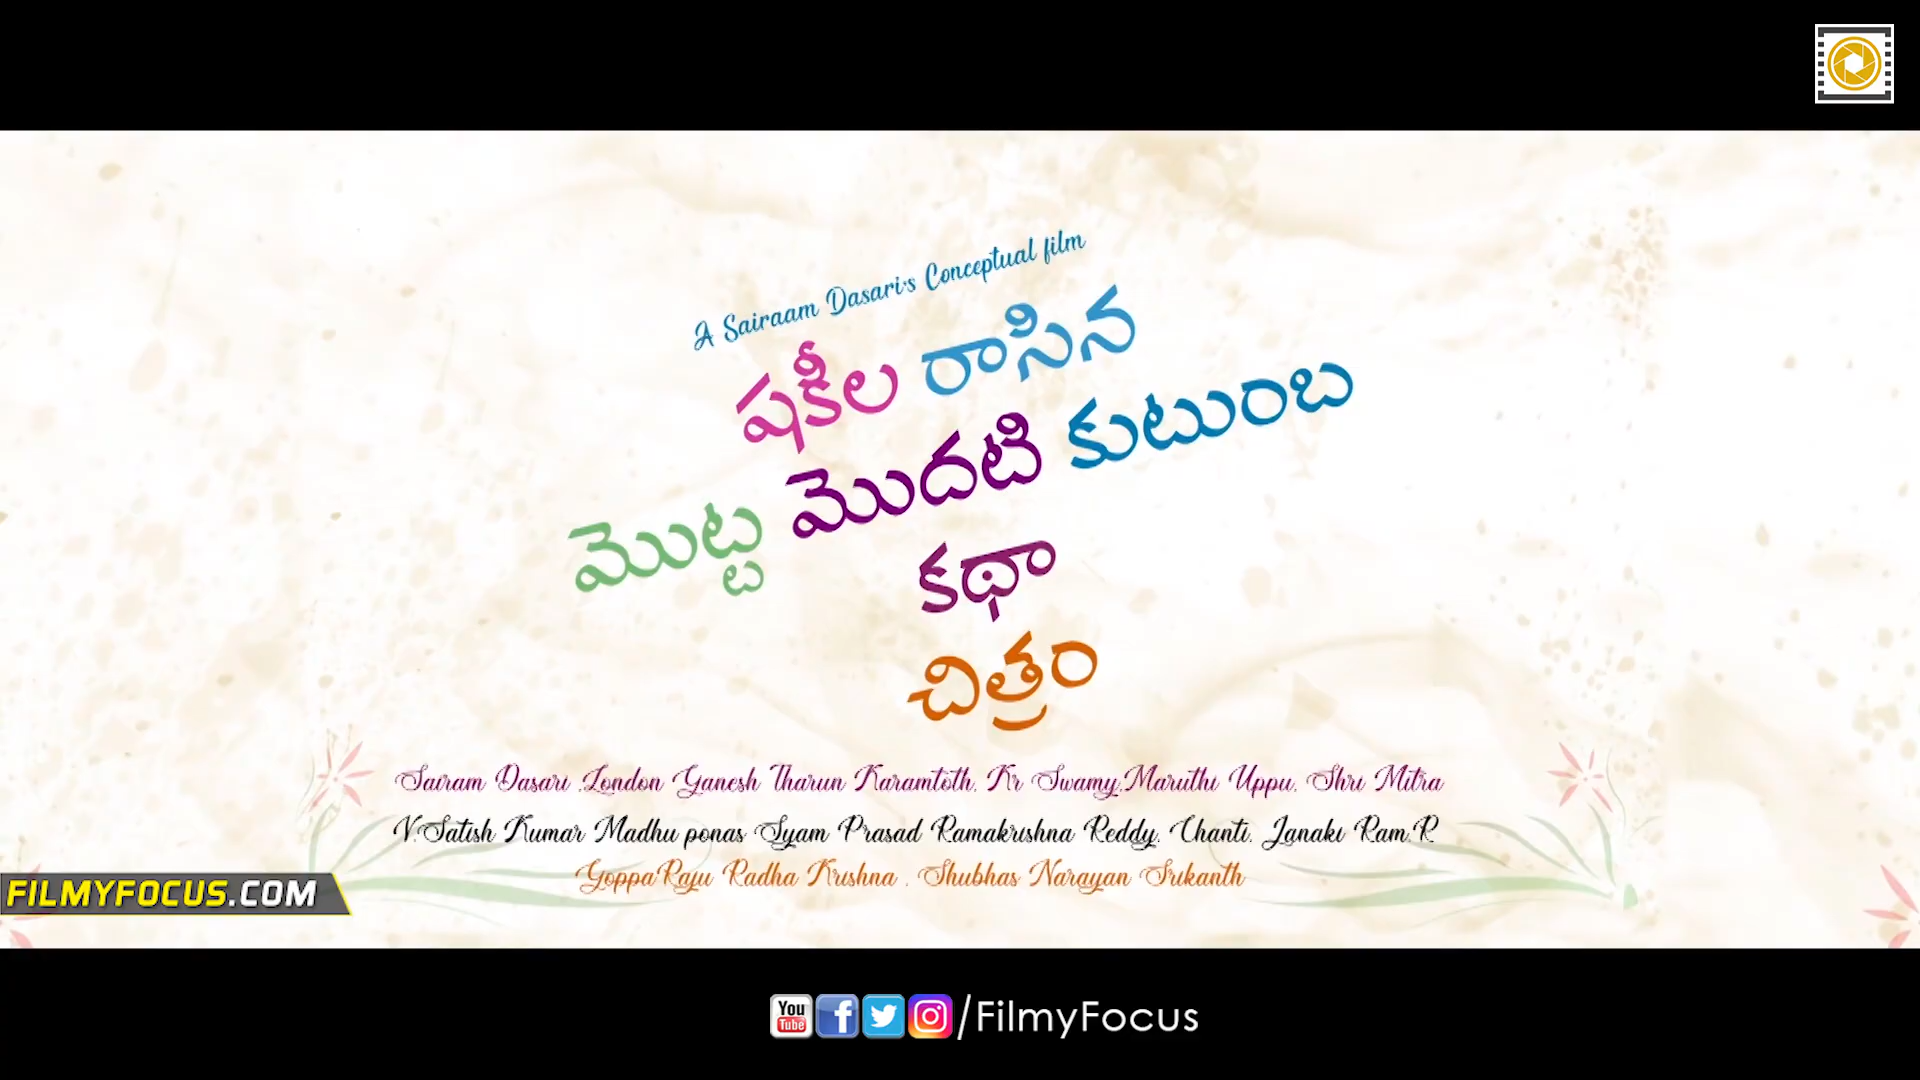 A Sairaam Dasari's Conceptual film
షకీల రాసిన
మొట్ట మొదటి కుటుంబ
కథా
చిత్రం
Sairam Dasari .London Ganesh Tharun Karamtoth, Kr Swamy,Maruthi Uppu, Shri Mitra
V.Satish Kumar Madhu ponas Syam Prasad Ramakrishna Reddy, Chanti, Janaki Ram.R
GoppaRaju Radha Krishna , Shubhas Narayan Srikanth
FILMYFOCUS.COM
You Tube /FilmyFocus